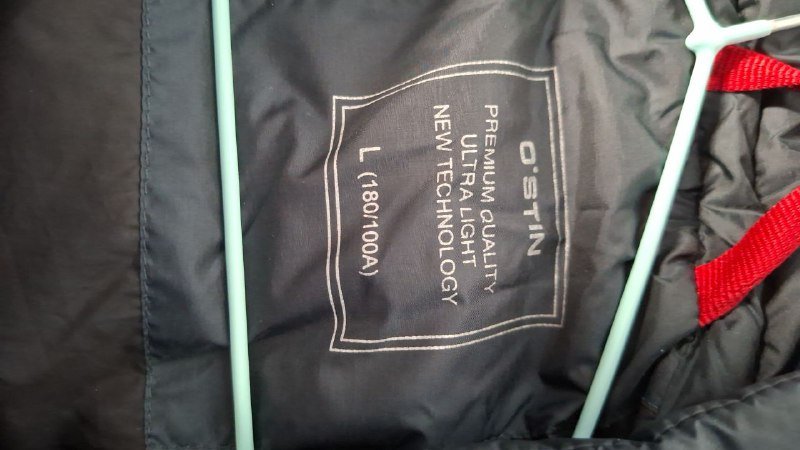 O'STIN
PREMIUM QUALITY
ULTRA LIGHT
NEW TECHNOLOGY
L (180/100A)